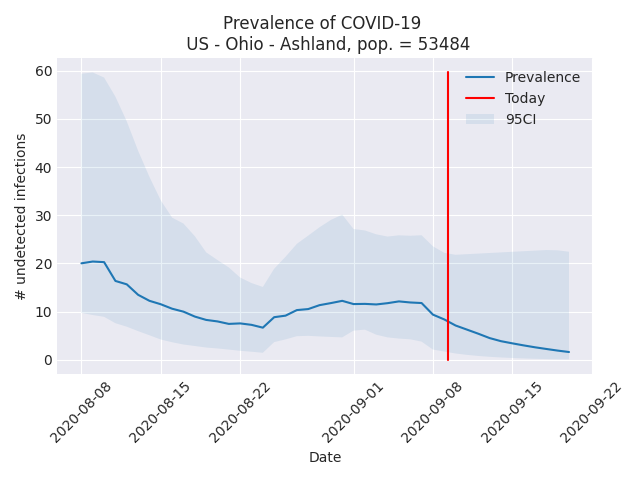 Prevalence of COVID-19
US - Ohio - Ashland, pop. = 53484
Prevalence
Today
95CI
# undetected infections
60
50
40
30
20
10
0
2020-08-08
2020-08-15
2020-08-22
2020-09-01
2020-09-08
2020-09-15
2020-09-22
Date